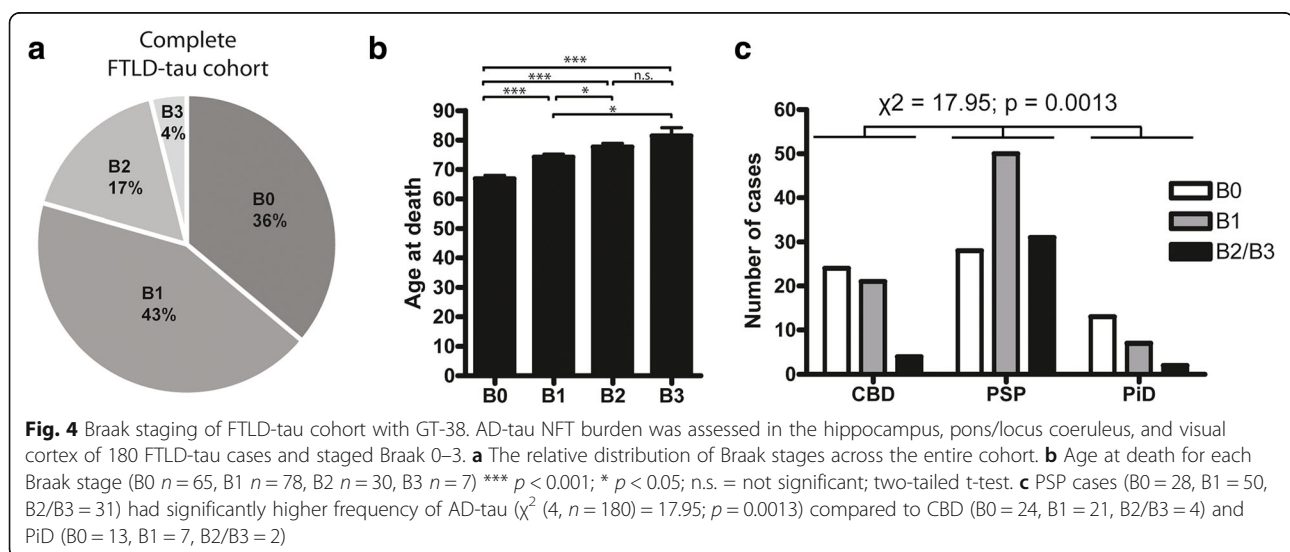 a
Complete
FTLD-tau cohort
B3
4%
B2
17%
B0
36%
B1
43%
b
***
*** n.s.
*** *
*
Age at death
90
80
70
60
50
40
30
20
10
0
B0 B1 B2 B3
c
χ2 = 17.95; p = 0.0013
Number of cases
60
50
40
30
20
10
0
CBD PSP PiD
B0
B1
B2/B3
Fig. 4 Braak staging of FTLD-tau cohort with GT-38. AD-tau NFT burden was assessed in the hippocampus, pons/locus coeruleus, and visual
cortex of 180 FTLD-tau cases and staged Braak 0–3. a The relative distribution of Braak stages across the entire cohort. b Age at death for each
Braak stage (B0 n = 65, B1 n = 78, B2 n = 30, B3 n = 7) *** p < 0.001; * p < 0.05; n.s. = not significant; two-tailed t-test. c PSP cases (B0 = 28, B1 = 50,
B2/B3 = 31) had significantly higher frequency of AD-tau (χ² (4, n = 180) = 17.95; p = 0.0013) compared to CBD (B0 = 24, B1 = 21, B2/B3 = 4) and
PiD (B0 = 13, B1 = 7, B2/B3 = 2)